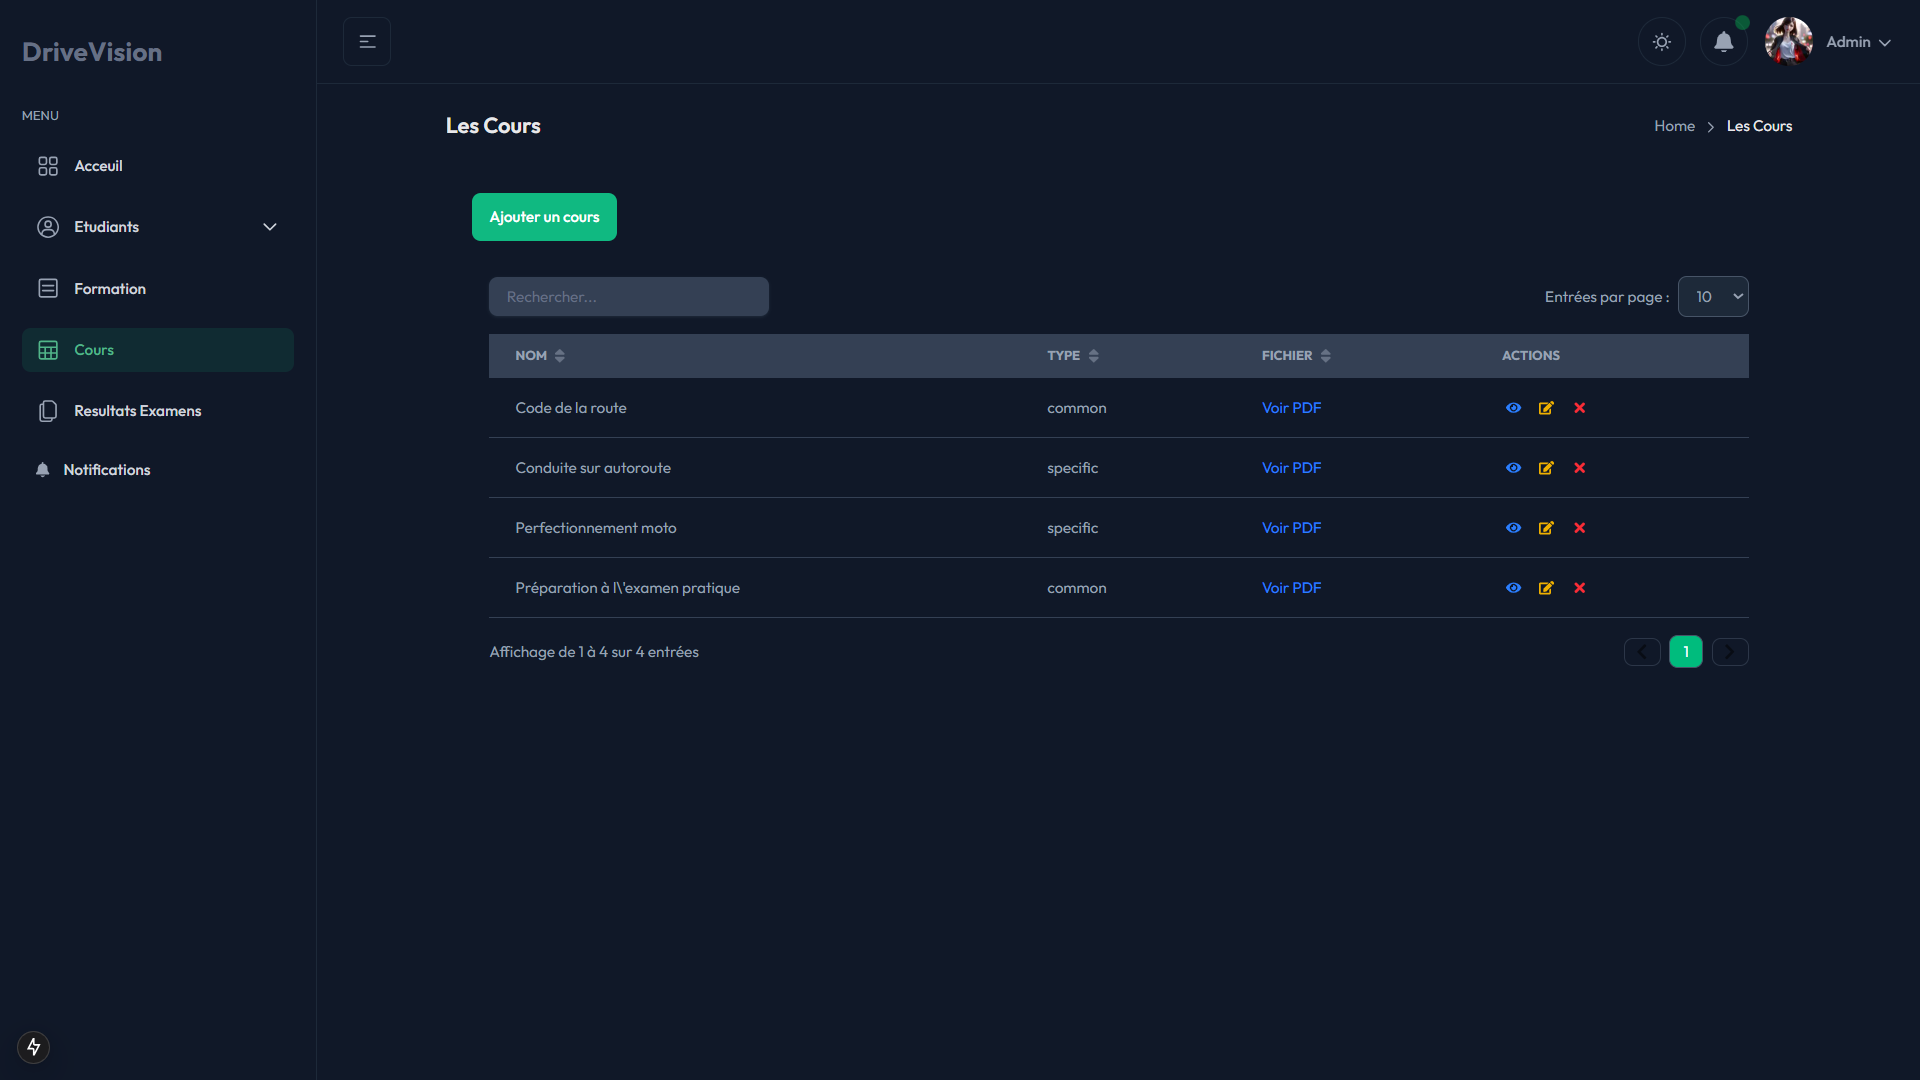 DriveVision
Admin
MENU
Acceuil
Etudiants
Formation
Cours
Resultats Examens
Notifications
Les Cours
Home > Les Cours
Ajouter un cours
Rechercher...
Entrées par page : 10
NOM TYPE FICHIER ACTIONS
Code de la route common Voir PDF
Conduite sur autoroute specific Voir PDF
Perfectionnement moto specific Voir PDF
Préparation à l\'examen pratique common Voir PDF
Affichage de 1 à 4 sur 4 entrées
1